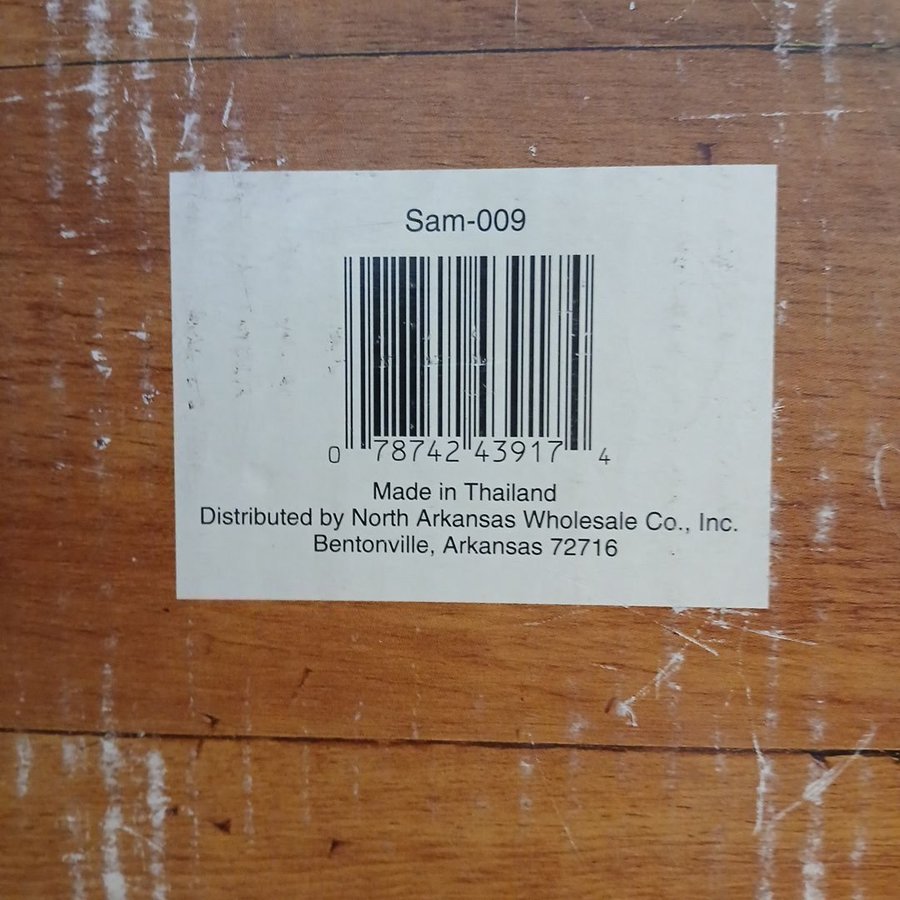 Sam-009
0 78742 43917 4
Made in Thailand
Distributed by North Arkansas Wholesale Co., Inc.
Bentonville, Arkansas 72716